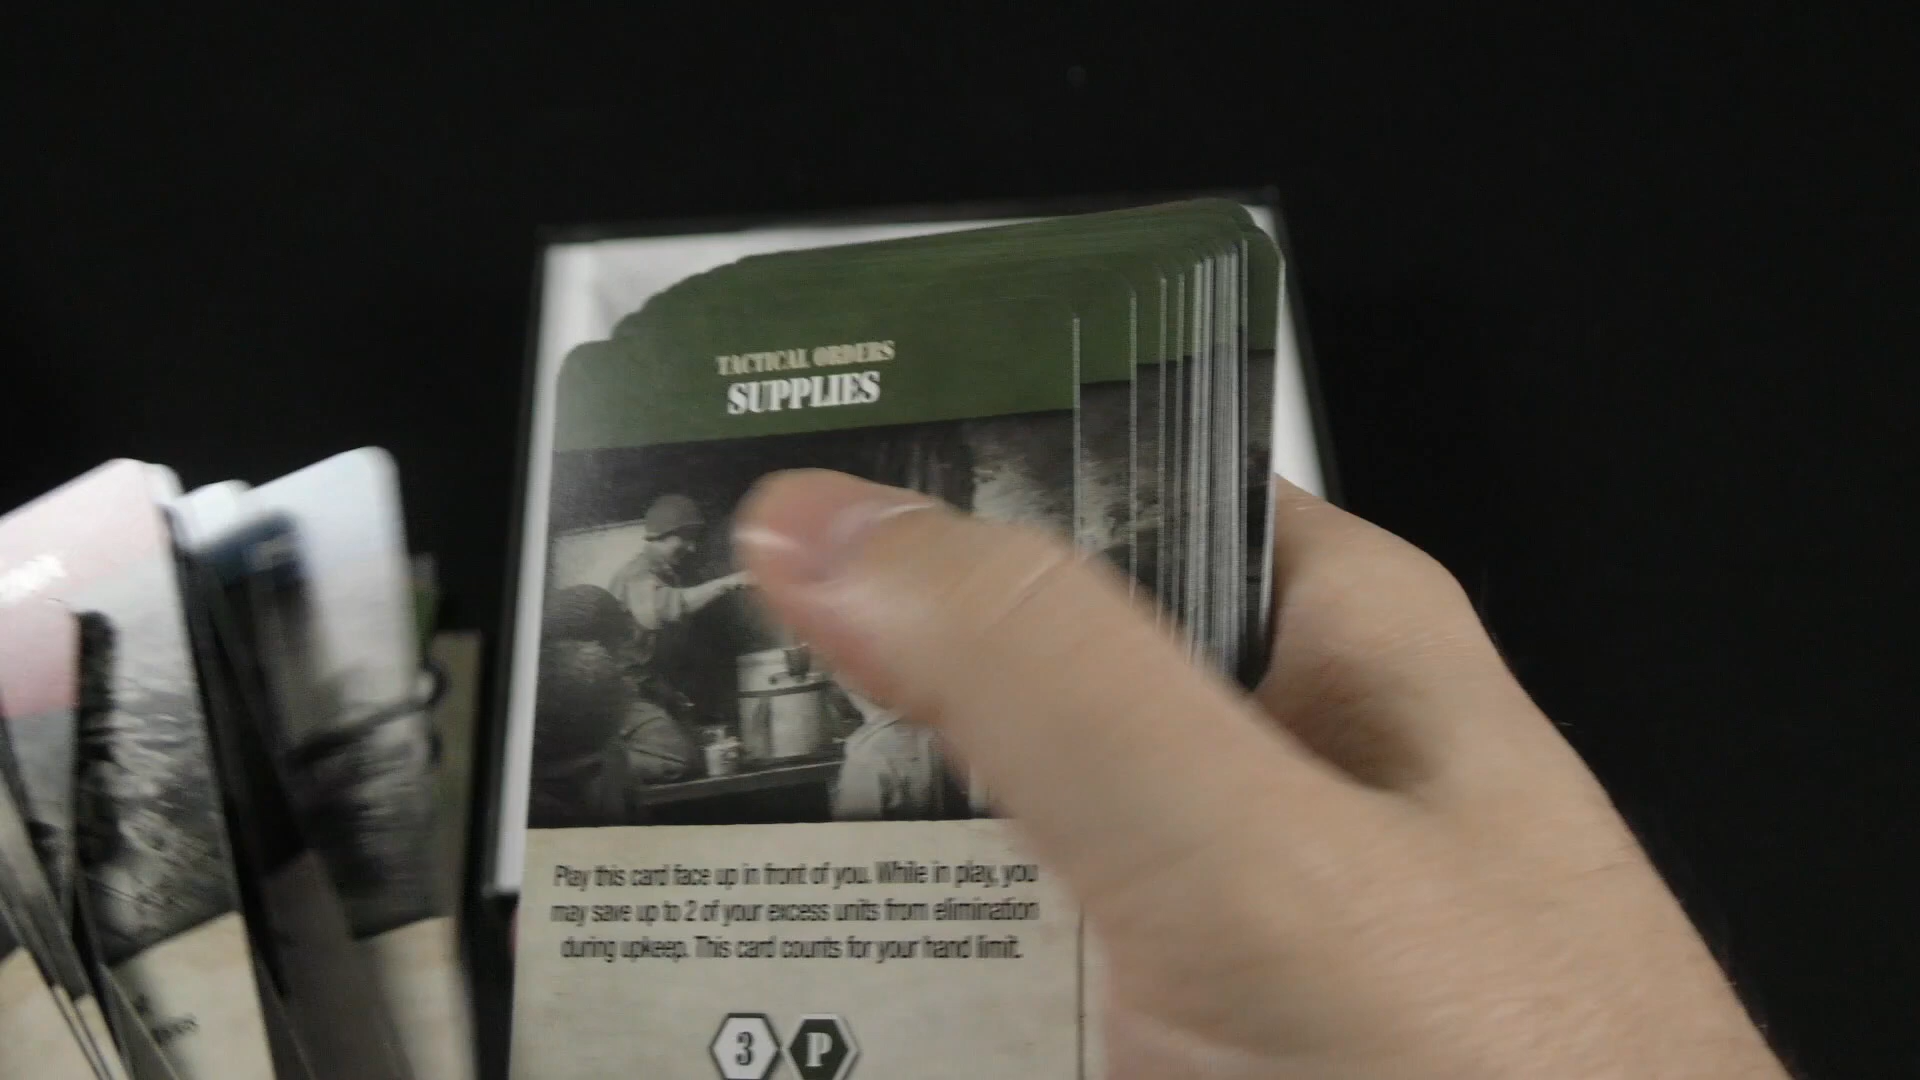 TACTICAL ORDERS
SUPPLIES
Play this card face up in front of you. While in play, you
may save up to 2 of your excess units from elimination
during upkeep. This card counts for your hand limit.
3 P